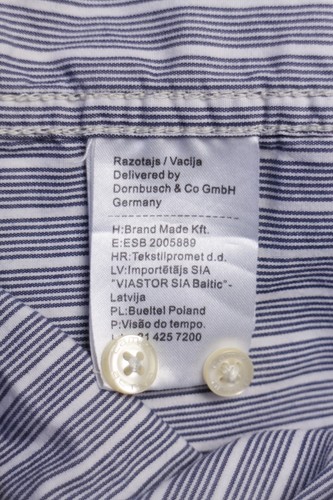 Razotajs / Vacija
Delivered by
Dornbusch & Co GmbH
Germany
H:Brand Made Kft.
E:ESB 2005889
HR:Tekstilpromet d.d.
LV:Importētājs SIA
"VIASTOR SIA Baltic"-
Latvija
PL:Bueltel Poland
P:Visão do tempo.
21 425 7200